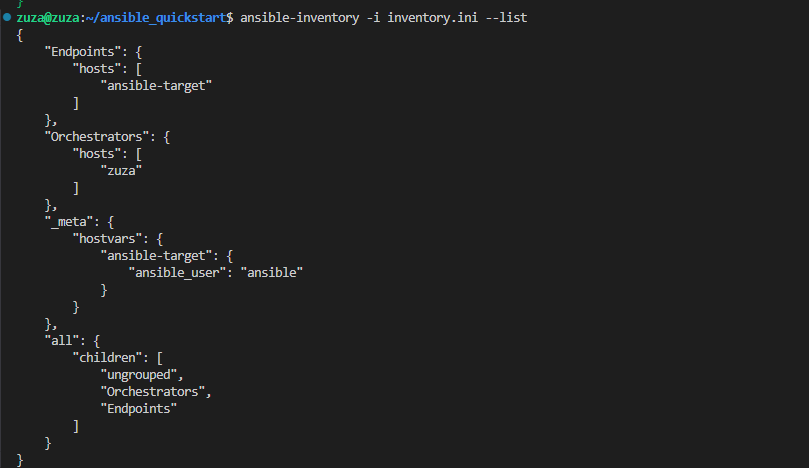 }
zuza@zuza:~/ansible_quickstart$ ansible-inventory -i inventory.ini --list
{
    "Endpoints": {
        "hosts": [
            "ansible-target"
        ]
    },
    "Orchestrators": {
        "hosts": [
            "zuza"
        ]
    },
    "_meta": {
        "hostvars": {
            "ansible-target": {
                "ansible_user": "ansible"
            }
        }
    },
    "all": {
        "children": [
            "ungrouped",
            "Orchestrators",
            "Endpoints"
        ]
    }
}